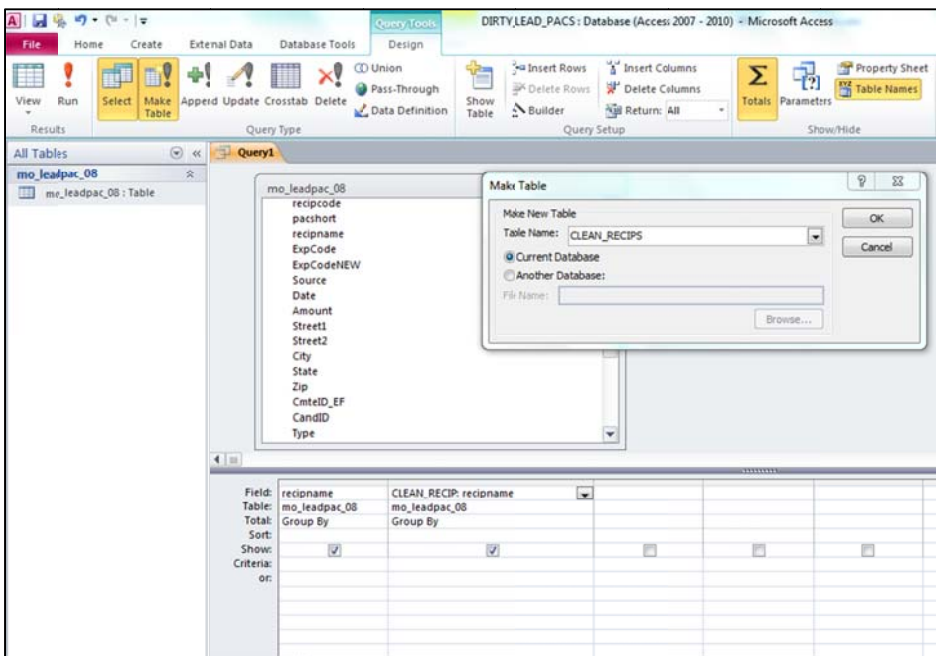 DIRTY_LEAD_PACS : Database (Access 2007 - 2010) - Microsoft Access
Query Tools
File Home Create External Data Database Tools Design
View Run Select Make Table Append Update Crosstab Delete
Union
Pass-Through
Data Definition
Show Table
Insert Rows
Delete Rows
Builder
Insert Columns
Delete Columns
Return: All
Totals Parameters
Property Sheet
XYZ Table Names
Results Query Type Query Setup Show/Hide
All Tables
mo_leadpac_08
mo_leadpac_08 : Table
Query1
mo_leadpac_08
recipcode
pacshort
recipname
ExpCode
ExpCodeNEW
Source
Date
Amount
Street1
Street2
City
State
Zip
CmteID_EF
CandID
Type
Make Table
Make New Table
Table Name: CLEAN_RECIPS
Current Database
Another Database:
File Name:
Browse...
OK
Cancel
Field: recipname CLEAN_RECIP: recipname
Table: mo_leadpac_08 mo_leadpac_08
Total: Group By Group By
Sort:
Show:
Criteria:
or: